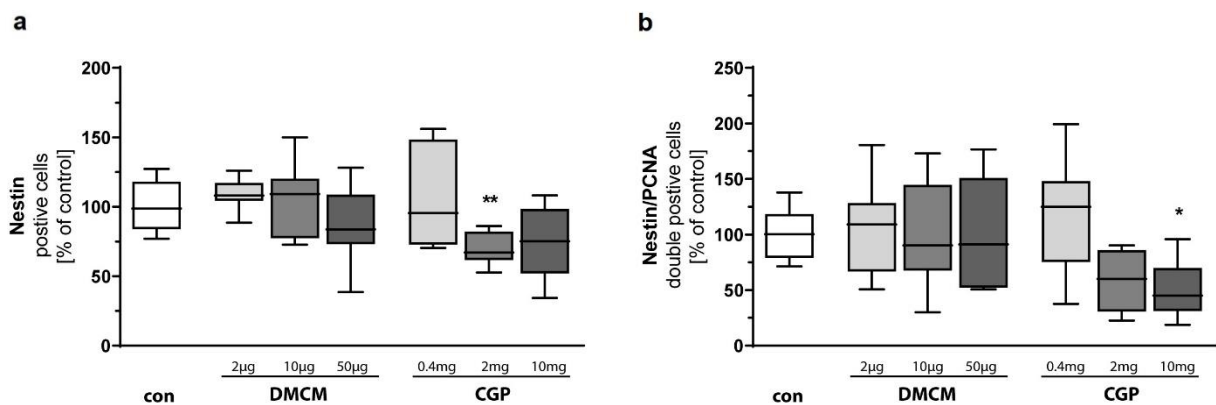 a
Nestin
postive cells
[% of control]
200
150
100
50
0
**
2µg 10µg 50µg 0.4mg 2mg 10mg
con DMCM CGP
b
Nestin/PCNA
double postive cells
[% of control]
250
200
150
100
50
0
*
2µg 10µg 50µg 0.4mg 2mg 10mg
con DMCM CGP